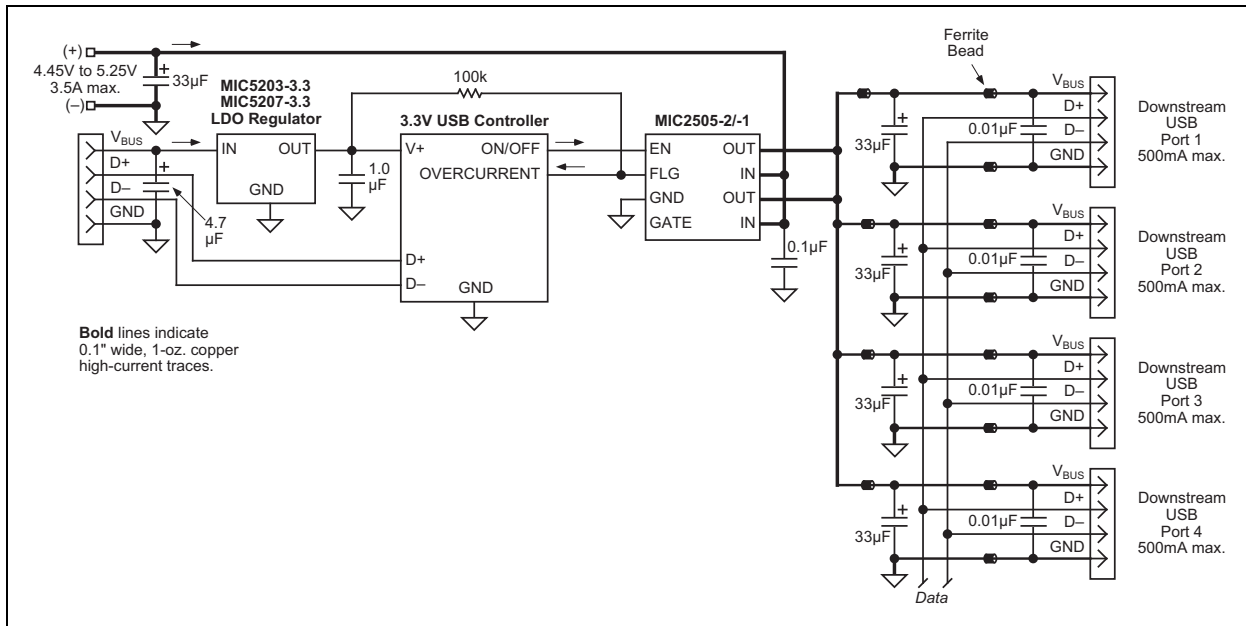 (+)
4.45V to 5.25V
3.5A max.
(–)
33µF
MIC5203-3.3
MIC5207-3.3
LDO Regulator
IN
OUT
GND
VBUS
D+
D–
GND
4.7
µF
1.0
µF
100k
3.3V USB Controller
V+
ON/OFF
OVERCURRENT
D+
D–
GND
MIC2505-2/-1
EN
OUT
FLG
IN
GND
OUT
GATE
IN
0.1µF
Bold lines indicate
0.1" wide, 1-oz. copper
high-current traces.
Ferrite
Bead
33µF
0.01µF
VBUS
D+
D–
GND
Downstream
USB
Port 1
500mA max.
33µF
0.01µF
VBUS
D+
D–
GND
Downstream
USB
Port 2
500mA max.
33µF
0.01µF
VBUS
D+
D–
GND
Downstream
USB
Port 3
500mA max.
33µF
0.01µF
VBUS
D+
D–
GND
Downstream
USB
Port 4
500mA max.
Data